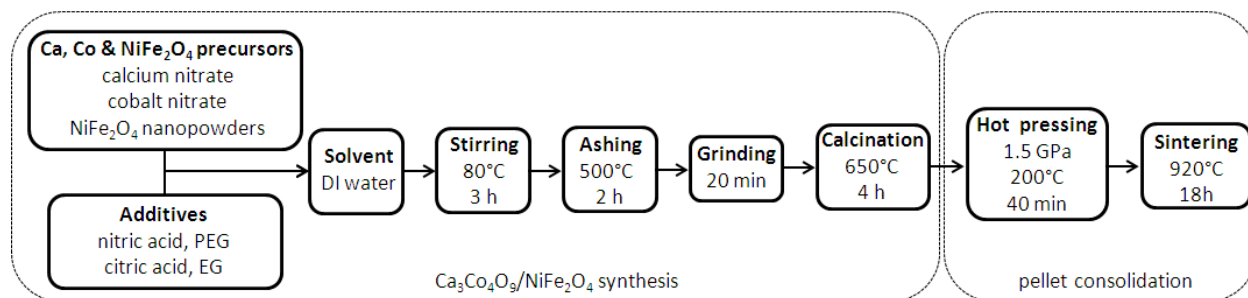 Ca, Co & NiFe₂O₄ precursors
calcium nitrate
cobalt nitrate
NiFe₂O₄ nanopowders
Additives
nitric acid, PEG
citric acid, EG
Solvent
DI water
Stirring
80°C
3 h
Ashing
500°C
2 h
Grinding
20 min
Calcination
650°C
4 h
Ca₃Co₄O₉/NiFe₂O₄ synthesis
Hot pressing
1.5 GPa
200°C
40 min
Sintering
920°C
18h
pellet consolidation